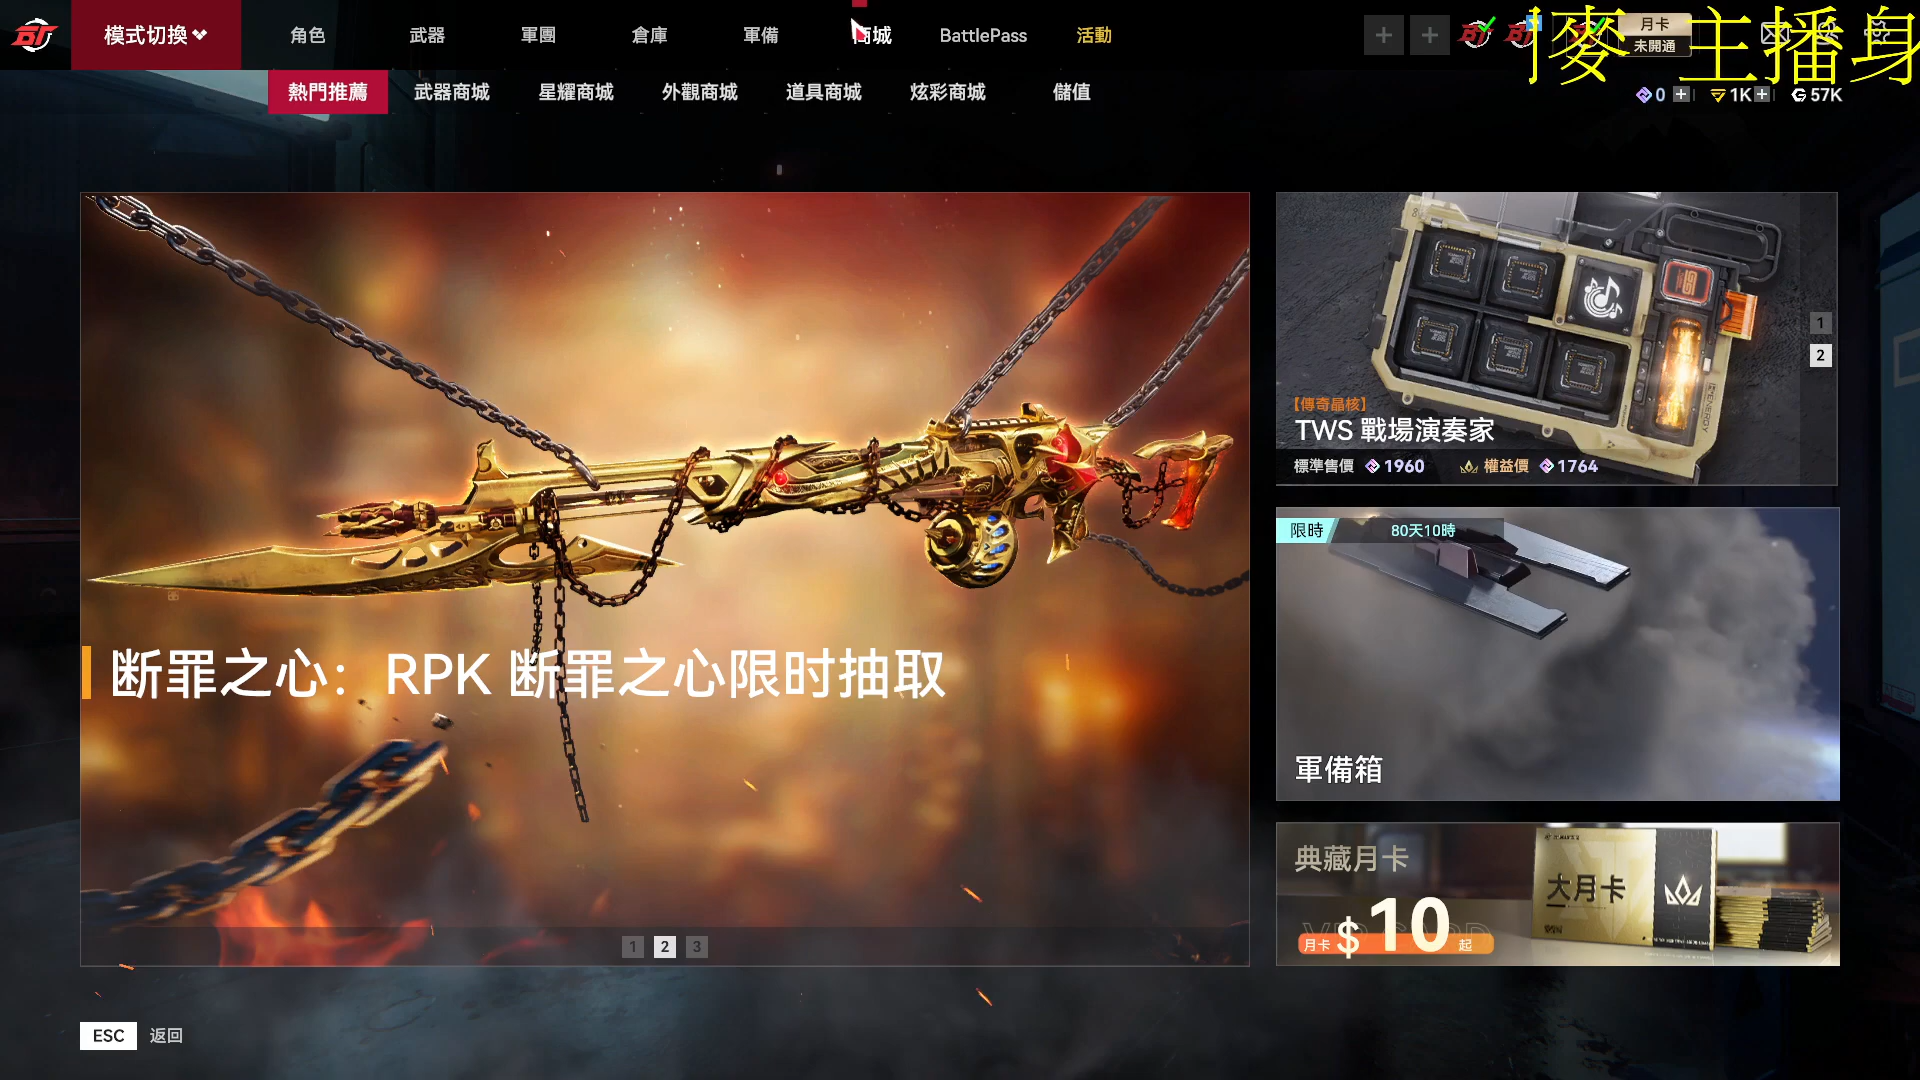 模式切換
角色
武器
軍團
倉庫
軍備
商城
BattlePass
活動
月卡
未開通
麥 主播身
熱門推薦
武器商城
星耀商城
外觀商城
道具商城
炫彩商城
儲值
0
1K
57K
断罪之心：RPK 断罪之心限时抽取
1
2
3
【傳奇晶核】
TWS 戰場演奏家
標準售價 1960
權益價 1764
1
2
限時
80天10時
軍備箱
典藏月卡
月卡 $10 起
大月卡
ESC 返回